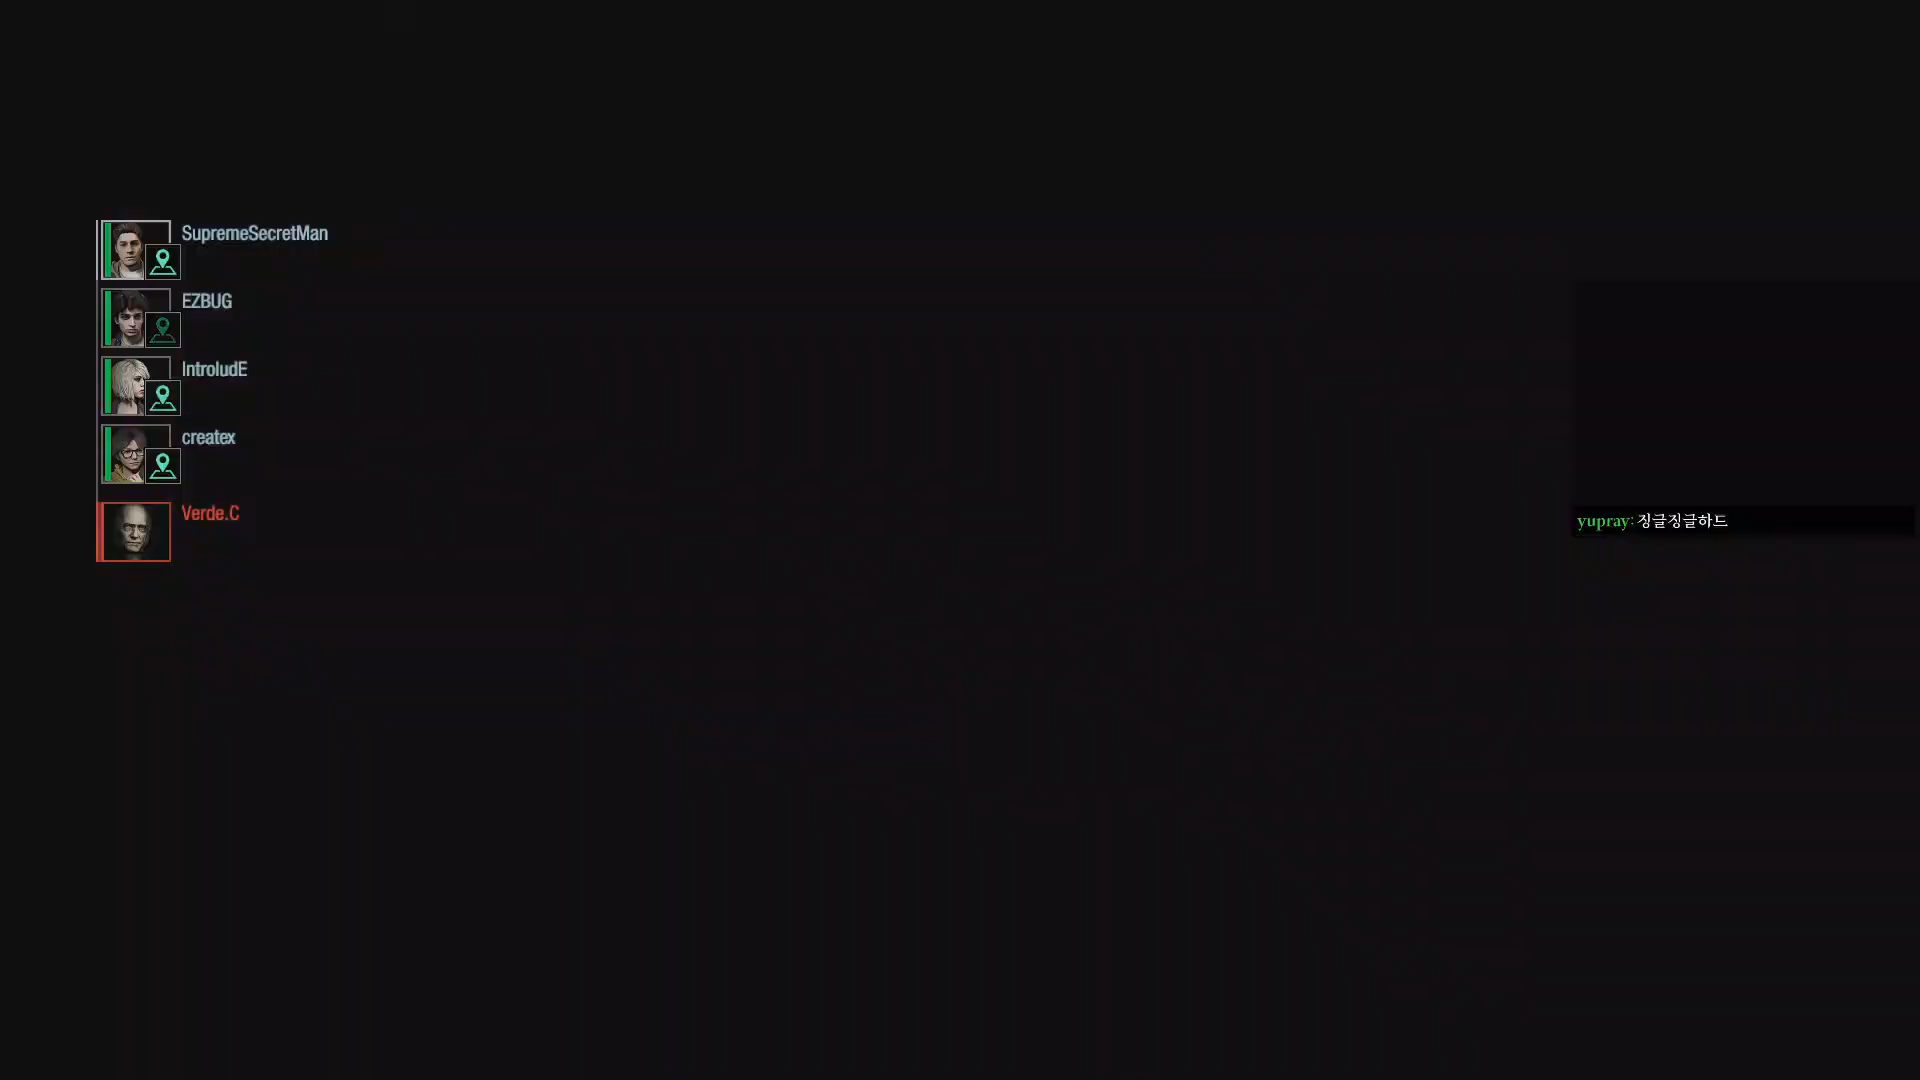 SupremeSecretMan
EZBUG
IntroludE
createx
Verde.C
yupray: 징글징글하드